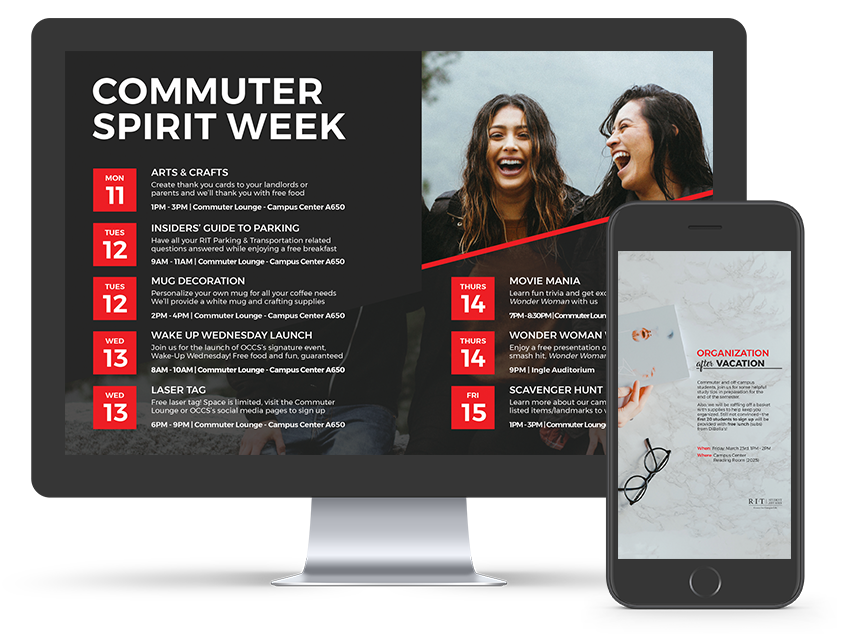 COMMUTER
SPIRIT WEEK
MON
11
ARTS & CRAFTS
Create thank you cards to your landlords or
parents and we'll thank you with free food
1PM - 3PM | Commuter Lounge - Campus Center A650
TUES
12
INSIDERS' GUIDE TO PARKING
Have all your RIT Parking & Transportation related
questions answered while enjoying a free breakfast
9AM - 11AM | Commuter Lounge - Campus Center A650
TUES
12
MUG DECORATION
Personalize your own mug for all your coffee needs
We'll provide a white mug and crafting supplies
2PM - 4PM | Commuter Lounge - Campus Center A650
WED
13
WAKE UP WEDNESDAY LAUNCH
Join us for the launch of OCCS's signature event,
Wake-Up Wednesday! Free food and fun, guaranteed
8AM - 10AM | Commuter Lounge - Campus Center A650
WED
13
LASER TAG
Free laser tag! Space is limited, visit the Commuter
Lounge or OCCS's social media pages to sign up
6PM - 9PM | Commuter Lounge - Campus Center A650
THURS
14
MOVIE MANIA
Learn fun trivia and get
Wonder Woman with us
7PM-8:30PM | Commuter
THURS
14
WONDER WOMAN
Enjoy a free presentation
smash hit, Wonder Woman
9PM | Ingle Auditorium
FRI
15
SCAVENGER HUNT
Learn more about our
listed items/landmarks to
1PM - 3PM | Commuter
ORGANIZATION
after VACATION
Commuter and off-campus
students, join us for some helpful
study tips in preparation for the
end of the semester.
Also, we will be raffling off a basket
with supplies to help keep you
organized. Still not convinced—the
first 20 students to sign up will be
provided with free lunch (subs)
from DiBella's!
When: Friday March 23rd, 1PM - 2PM
Where: Campus Center
Reading Room
RIT